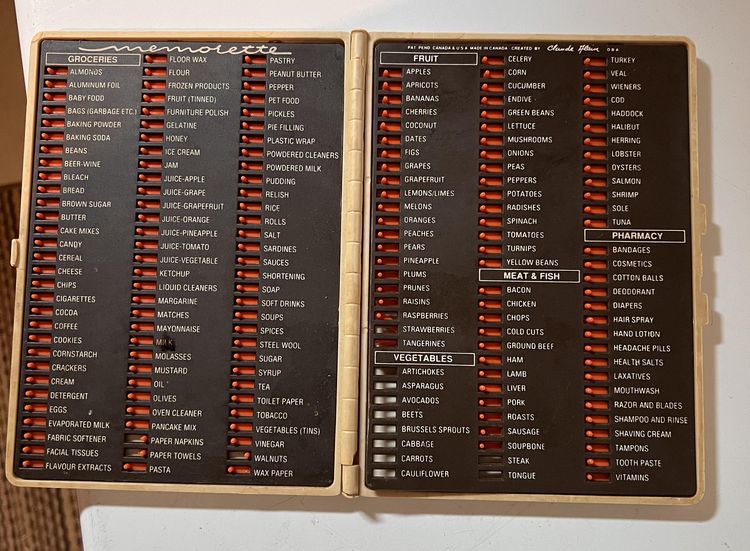 memorette
GROCERIES
ALMONDS
ALUMINUM FOIL
BABY FOOD
BAGS (GARBAGE ETC.)
BAKING POWDER
BAKING SODA
BEANS
BEER-WINE
BLEACH
BREAD
BROWN SUGAR
BUTTER
CAKE MIXES
CANDY
CEREAL
CHEESE
CHIPS
CIGARETTES
COCOA
COFFEE
COOKIES
CORNSTARCH
CRACKERS
CREAM
DETERGENT
EGGS
EVAPORATED MILK
FABRIC SOFTENER
FACIAL TISSUES
FLAVOUR EXTRACTS
FLOOR WAX
FLOUR
FROZEN PRODUCTS
FRUIT (TINNED)
FURNITURE POLISH
GELATINE
HONEY
ICE CREAM
JAM
JUICE-APPLE
JUICE-GRAPE
JUICE-GRAPEFRUIT
JUICE-ORANGE
JUICE-PINEAPPLE
JUICE-TOMATO
JUICE-VEGETABLE
KETCHUP
LIQUID CLEANERS
MARGARINE
MATCHES
MAYONNAISE
MILK
MOLASSES
MUSTARD
OIL
OLIVES
OVEN CLEANER
PANCAKE MIX
PAPER NAPKINS
PAPER TOWELS
PASTA
PASTRY
PEANUT BUTTER
PEPPER
PET FOOD
PICKLES
PIE FILLING
PLASTIC WRAP
POWDERED CLEANERS
POWDERED MILK
PUDDING
RELISH
RICE
ROLLS
SALT
SARDINES
SAUCES
SHORTENING
SOAP
SOFT DRINKS
SOUPS
SPICES
STEEL WOOL
SUGAR
SYRUP
TEA
TOILET PAPER
TOBACCO
VEGETABLES (TINS)
VINEGAR
WALNUTS
WAX PAPER
PAT PEND CANADA & U S A MADE IN CANADA · CREATED BY Claude
FRUIT
APPLES
APRICOTS
BANANAS
CHERRIES
COCONUT
DATES
FIGS
GRAPES
GRAPEFRUIT
LEMONS/LIMES
MELONS
ORANGES
PEACHES
PEARS
PINEAPPLE
PLUMS
PRUNES
RAISINS
RASPBERRIES
STRAWBERRIES
TANGERINES
VEGETABLES
ARTICHOKES
ASPARAGUS
AVOCADOS
BEETS
BRUSSELS SPROUTS
CABBAGE
CARROTS
CAULIFLOWER
CELERY
CORN
CUCUMBER
ENDIVE
GREEN BEANS
LETTUCE
MUSHROOMS
ONIONS
PEAS
PEPPERS
POTATOES
RADISHES
SPINACH
TOMATOES
TURNIPS
YELLOW BEANS
MEAT & FISH
BACON
CHICKEN
CHOPS
COLD CUTS
GROUND BEEF
HAM
LAMB
LIVER
PORK
ROASTS
SAUSAGE
SOUPBONE
STEAK
TONGUE
TURKEY
VEAL
WIENERS
COD
HADDOCK
HALIBUT
HERRING
LOBSTER
OYSTERS
SALMON
SHRIMP
SOLE
TUNA
PHARMACY
BANDAGES
COSMETICS
COTTON BALLS
DEODORANT
DIAPERS
HAIR SPRAY
HAND LOTION
HEADACHE PILLS
HEALTH SALTS
LAXATIVES
MOUTHWASH
RAZOR AND BLADES
SHAMPOO AND RINSE
SHAVING CREAM
TAMPONS
TOOTH PASTE
VITAMINS